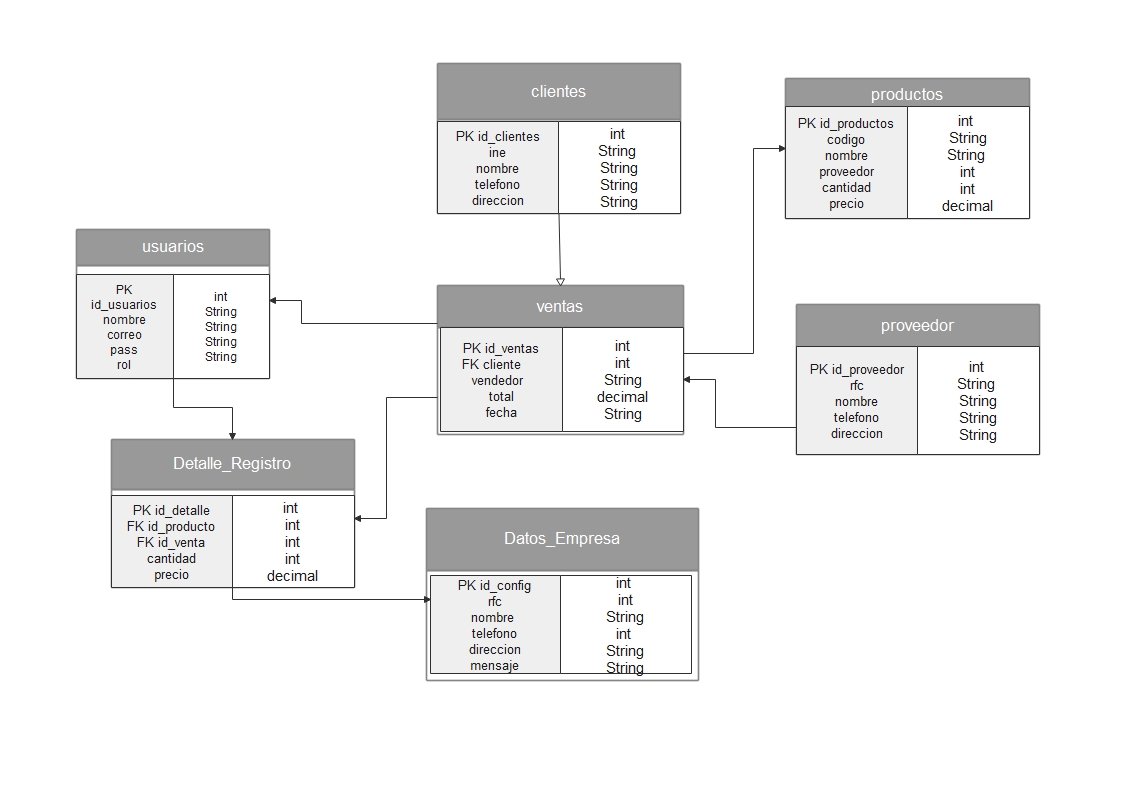 clientes
PK id_clientes
ine
nombre
telefono
direccion
int
String
String
String
String
productos
PK id_productos
codigo
nombre
proveedor
cantidad
precio
int
String
String
int
int
decimal
usuarios
PK
id_usuarios
nombre
correo
pass
rol
int
String
String
String
String
ventas
PK id_ventas
FK cliente
vendedor
total
fecha
int
int
String
decimal
String
proveedor
PK id_proveedor
rfc
nombre
telefono
direccion
int
String
String
String
String
Detalle_Registro
PK id_detalle
FK id_producto
FK id_venta
cantidad
precio
int
int
int
int
decimal
Datos_Empresa
PK id_config
rfc
nombre
telefono
direccion
mensaje
int
int
String
int
String
String